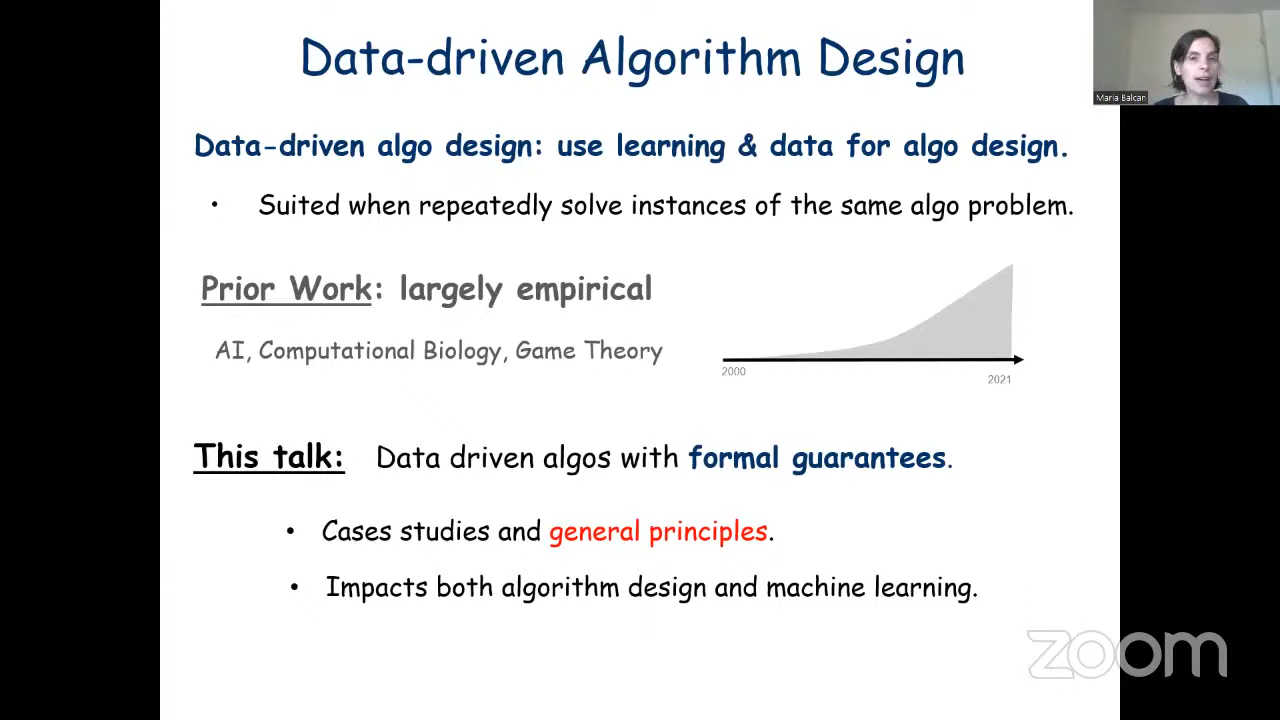 Data-driven Algorithm Design
Maria Balcan
Data-driven algo design: use learning & data for algo design.
• Suited when repeatedly solve instances of the same algo problem.
Prior Work: largely empirical
AI, Computational Biology, Game Theory
2000
2021
This talk: Data driven algos with formal guarantees.
• Cases studies and general principles.
• Impacts both algorithm design and machine learning.
zoom